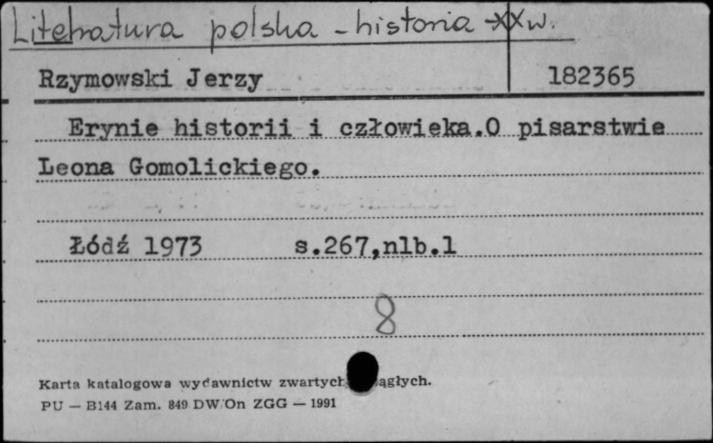 Literatura polska - historia - XX w.
Rzymowski Jerzy 182365
Erynie historii i człowieka.O pisarstwie
Leona Gomolickiego.
Łódź 1973 s.267,nlb.1
8
Karta katalogowa wydawnictw zwartych
PU — B144 Zam. 849 DW/On ZGG — 1991